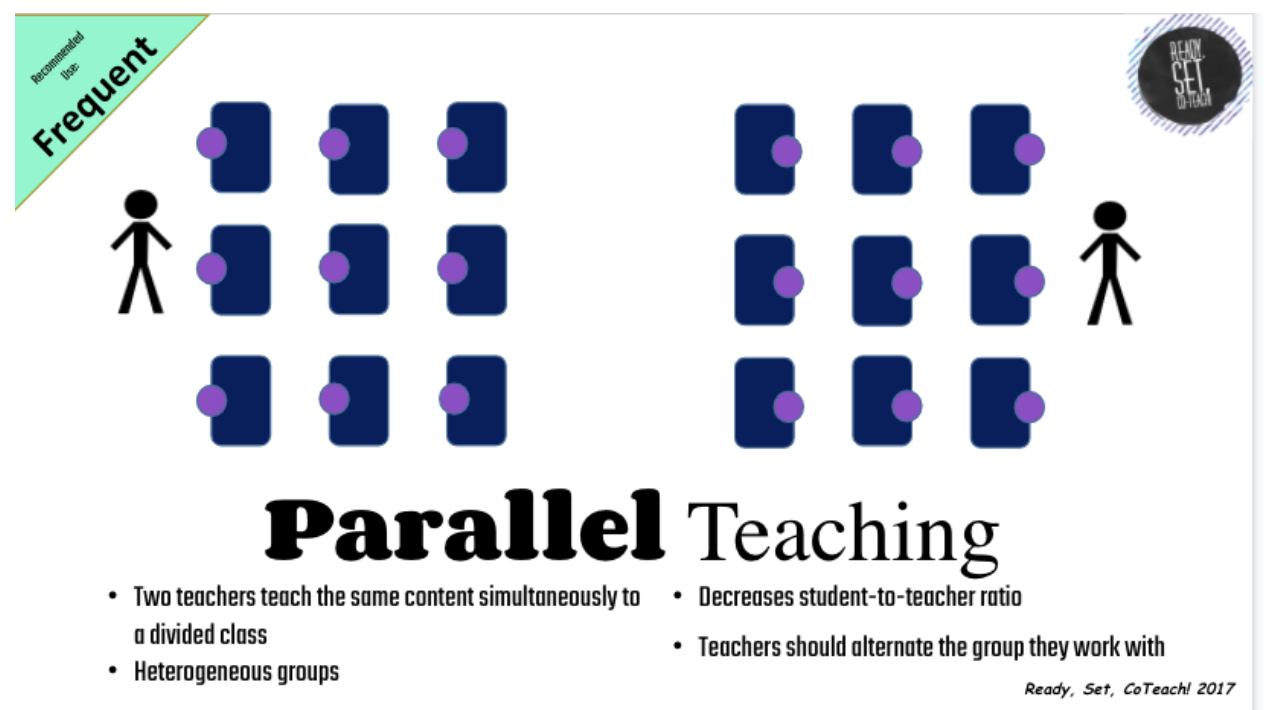 Recommended
Use:
Frequent
READY,
SET,
CO-TEACH!
Parallel Teaching
• Two teachers teach the same content simultaneously to
a divided class
• Heterogeneous groups
• Decreases student-to-teacher ratio
• Teachers should alternate the group they work with
Ready, Set, CoTeach! 2017